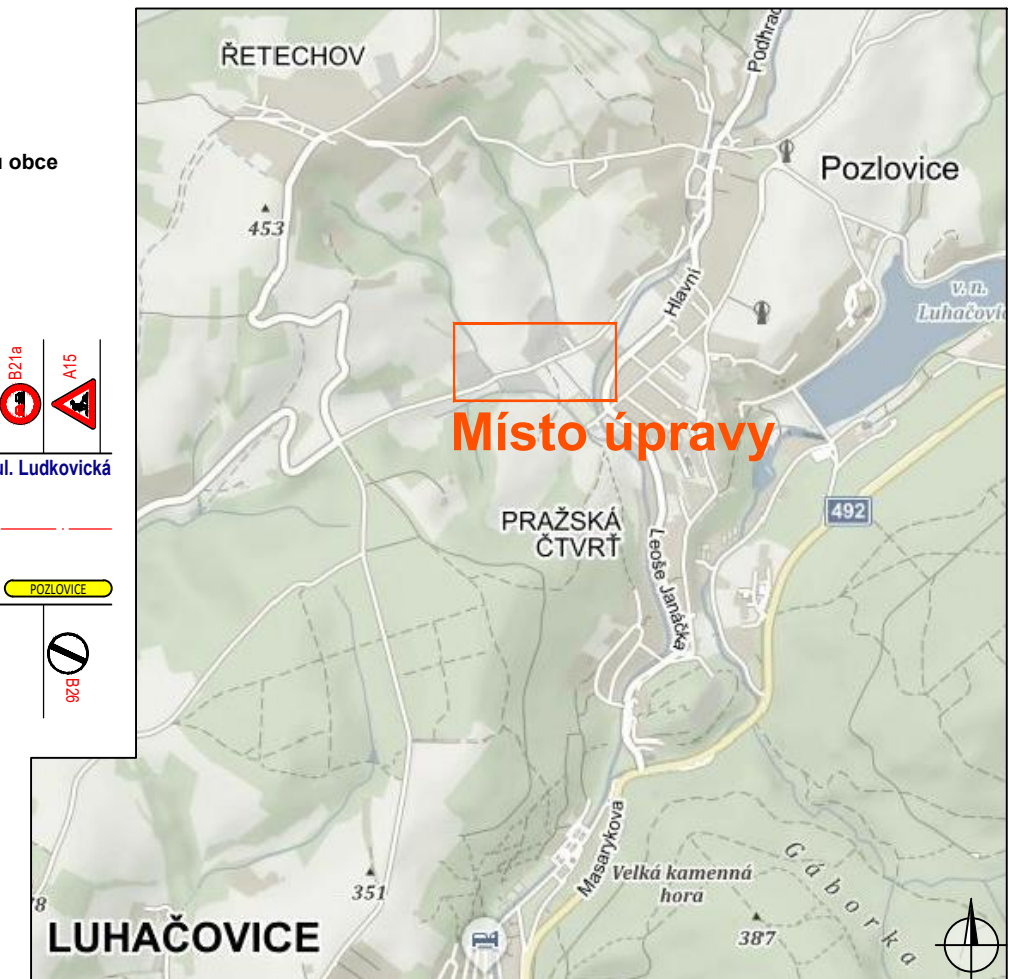 ŘETECHOV
Podhrad
obce
Pozlovice
453
Hlavní
v. n.
Luhačovic
B21a
A15
Místo úpravy
ul. Ludkovická
492
PRAŽSKÁ
ČTVRŤ
Leoše Janáčka
POZLOVICE
B26
Masarykova
Velká kamenná
hora
Gáborka
351
387
8
LUHAČOVICE